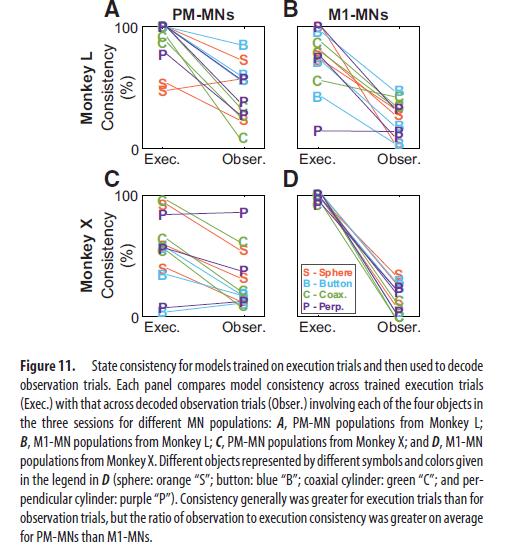 A PM-MNs B M1-MNs
100
Monkey L
Consistency
(%)
0
Exec. Obser. Exec. Obser.
C D
100
Monkey X
Consistency
(%)
0
S - Sphere
B - Button
C - Coax.
P - Perp.
Exec. Obser. Exec. Obser.
Figure 11. State consistency for models trained on execution trials and then used to decode
observation trials. Each panel compares model consistency across trained execution trials
(Exec.) with that across decoded observation trials (Obser.) involving each of the four objects in
the three sessions for different MN populations: A, PM-MN populations from Monkey L;
B, M1-MN populations from Monkey L; C, PM-MN populations from Monkey X; and D, M1-MN
populations from Monkey X. Different objects represented by different symbols and colors given
in the legend in D (sphere: orange “S”; button: blue “B”; coaxial cylinder: green “C”; and per-
pendicular cylinder: purple “P”). Consistency generally was greater for execution trials than for
observation trials, but the ratio of observation to execution consistency was greater on average
for PM-MNs than M1-MNs.